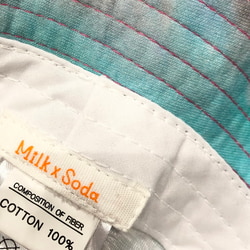 Milk x Soda
COMPOSITION OF FIBER
COTTON 100%